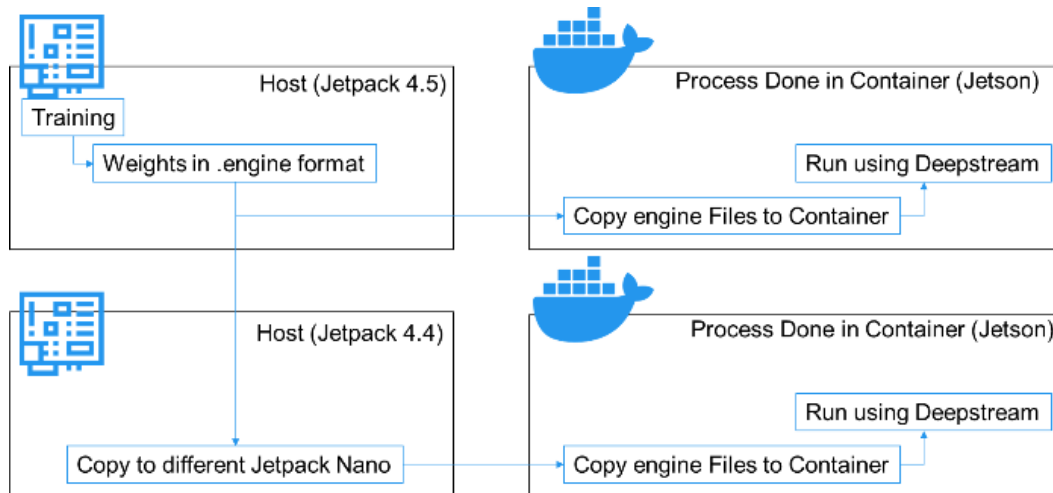 Host (Jetpack 4.5)
Process Done in Container (Jetson)
Training
Weights in .engine format
Run using Deepstream
Copy engine Files to Container
Host (Jetpack 4.4)
Process Done in Container (Jetson)
Run using Deepstream
Copy to different Jetpack Nano
Copy engine Files to Container